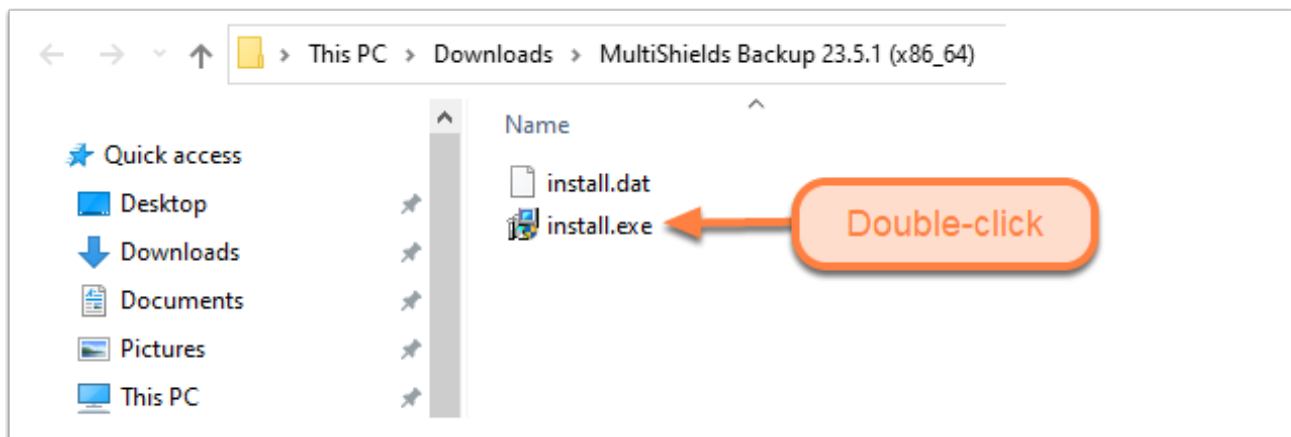 This PC > Downloads > MultiShields Backup 23.5.1 (x86_64)
Name
Quick access
install.dat
Desktop
install.exe
Double-click
Downloads
Documents
Pictures
This PC